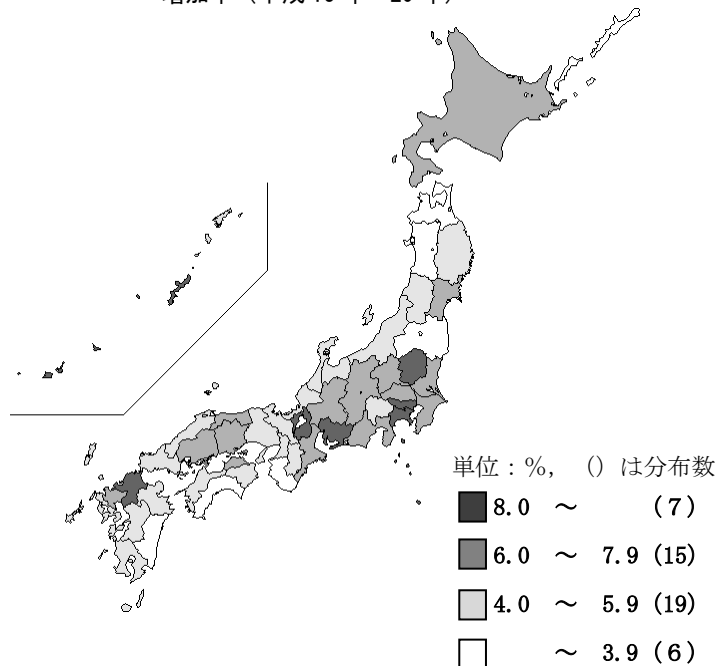 単位：％，（）は分布数
8.0 ～ (7)
6.0 ～ 7.9 (15)
4.0 ～ 5.9 (19)
～ 3.9 (6)